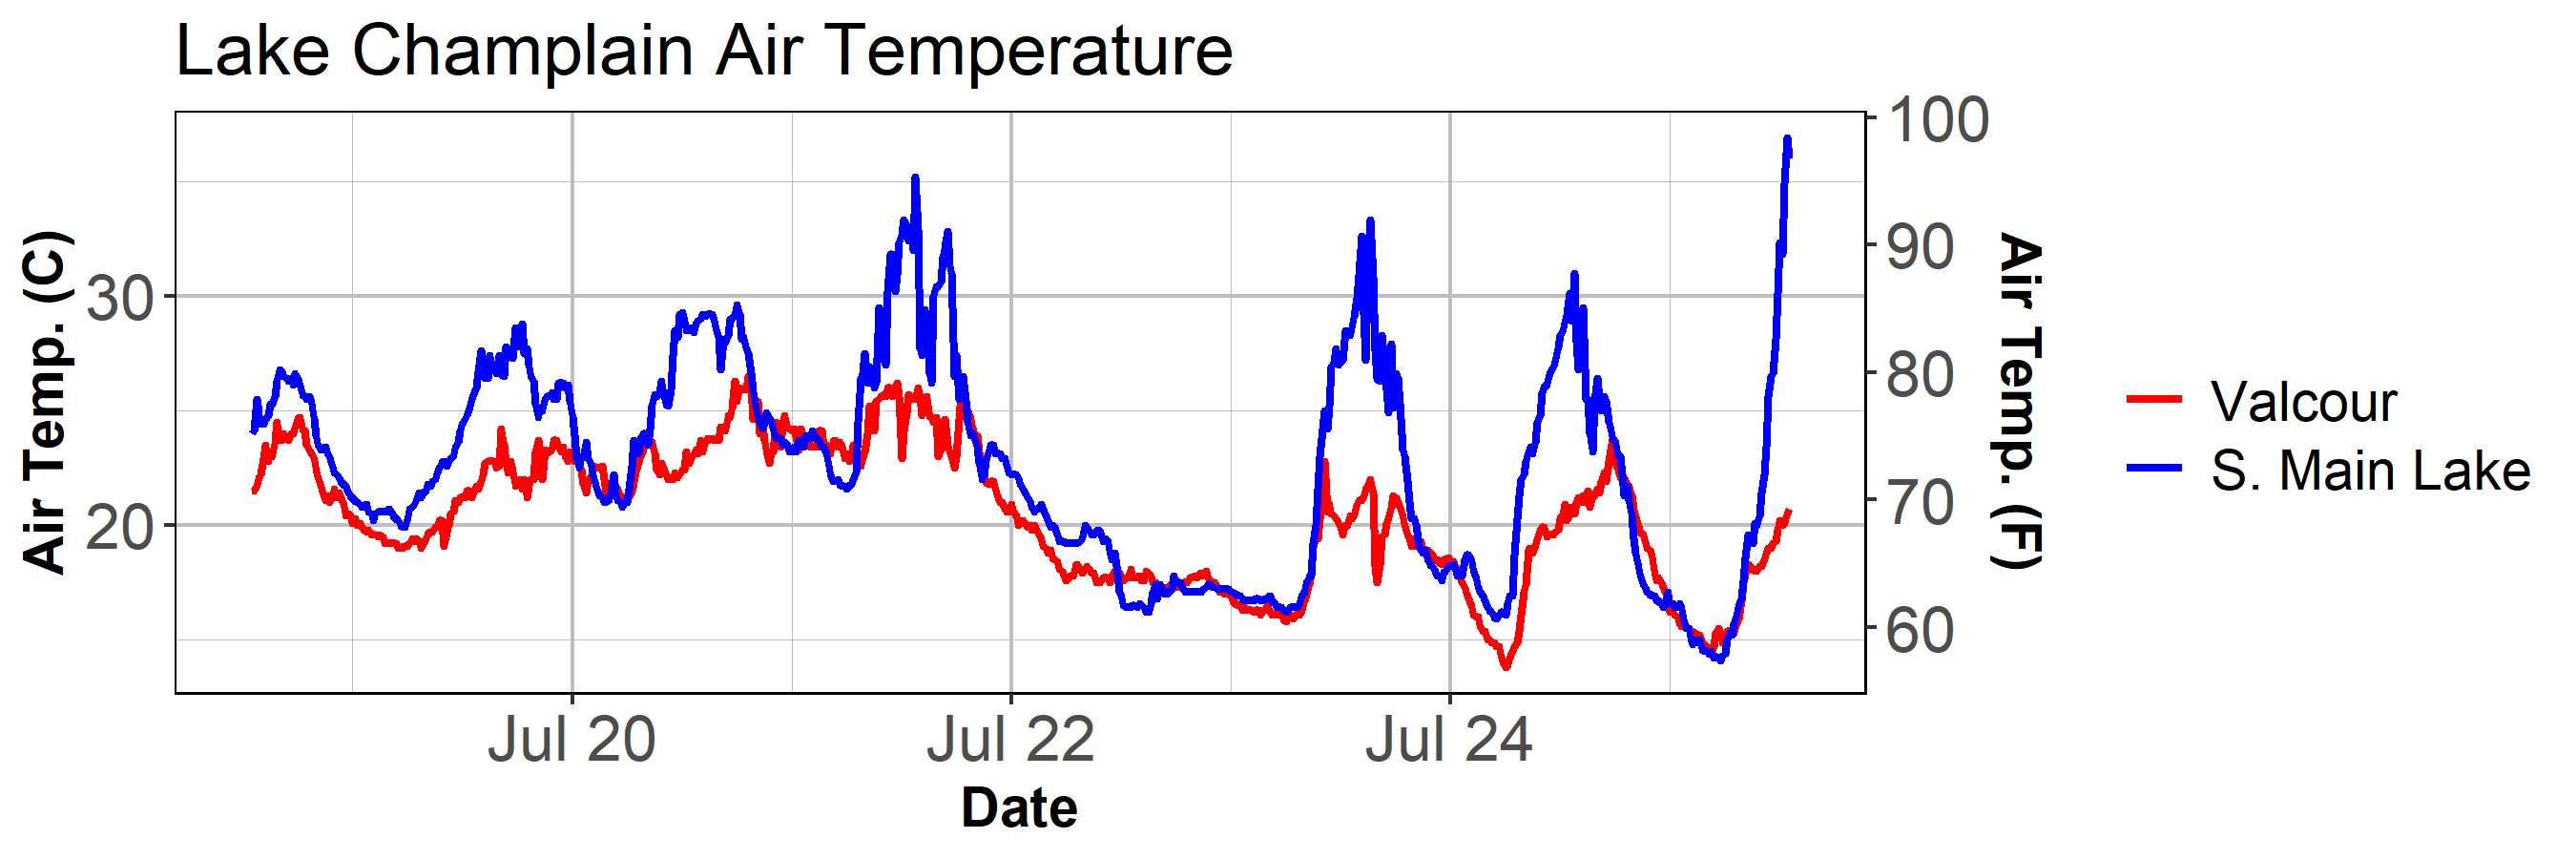 Lake Champlain Air Temperature
Air Temp. (C)
30
20
100
90
80
70
60
Air Temp. (F)
Jul 20
Jul 22
Jul 24
Date
Valcour
S. Main Lake